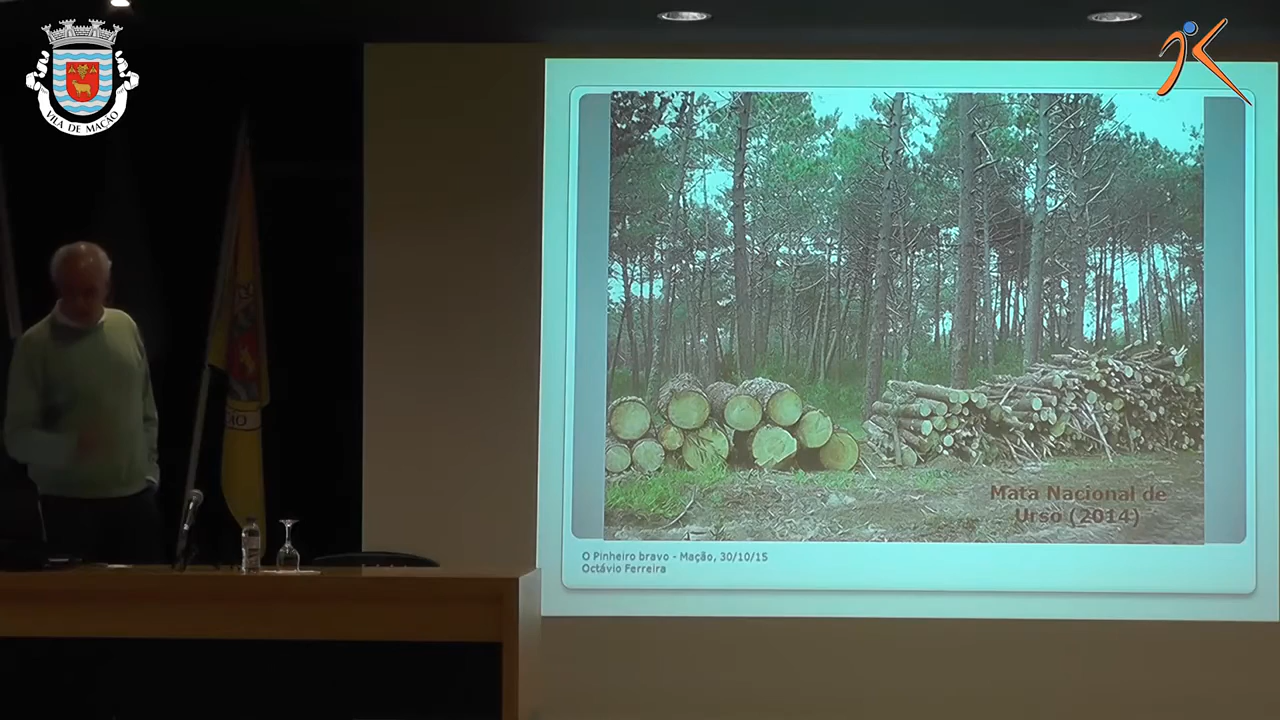 VILA DE MAÇÃO
Mata Nacional de
Urso (2014)
O Pinheiro bravo - Mação, 30/10/15
Octávio Ferreira